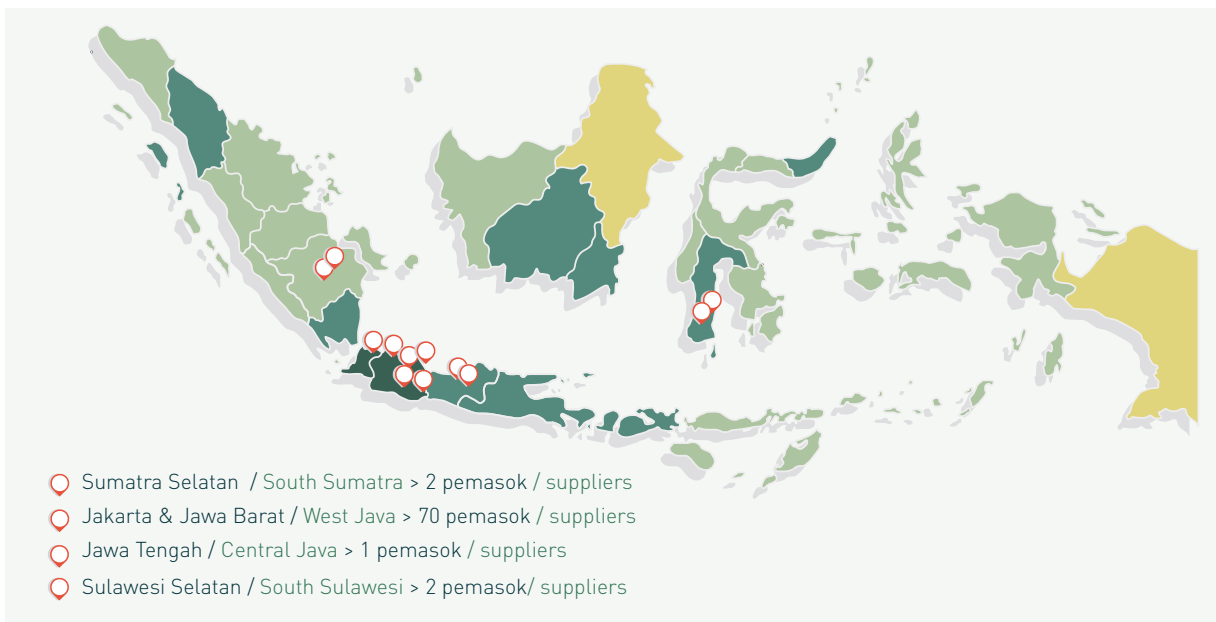 Sumatra Selatan / South Sumatra > 2 pemasok / suppliers
Jakarta & Jawa Barat / West Java > 70 pemasok / suppliers
Jawa Tengah / Central Java > 1 pemasok / suppliers
Sulawesi Selatan / South Sulawesi > 2 pemasok/ suppliers